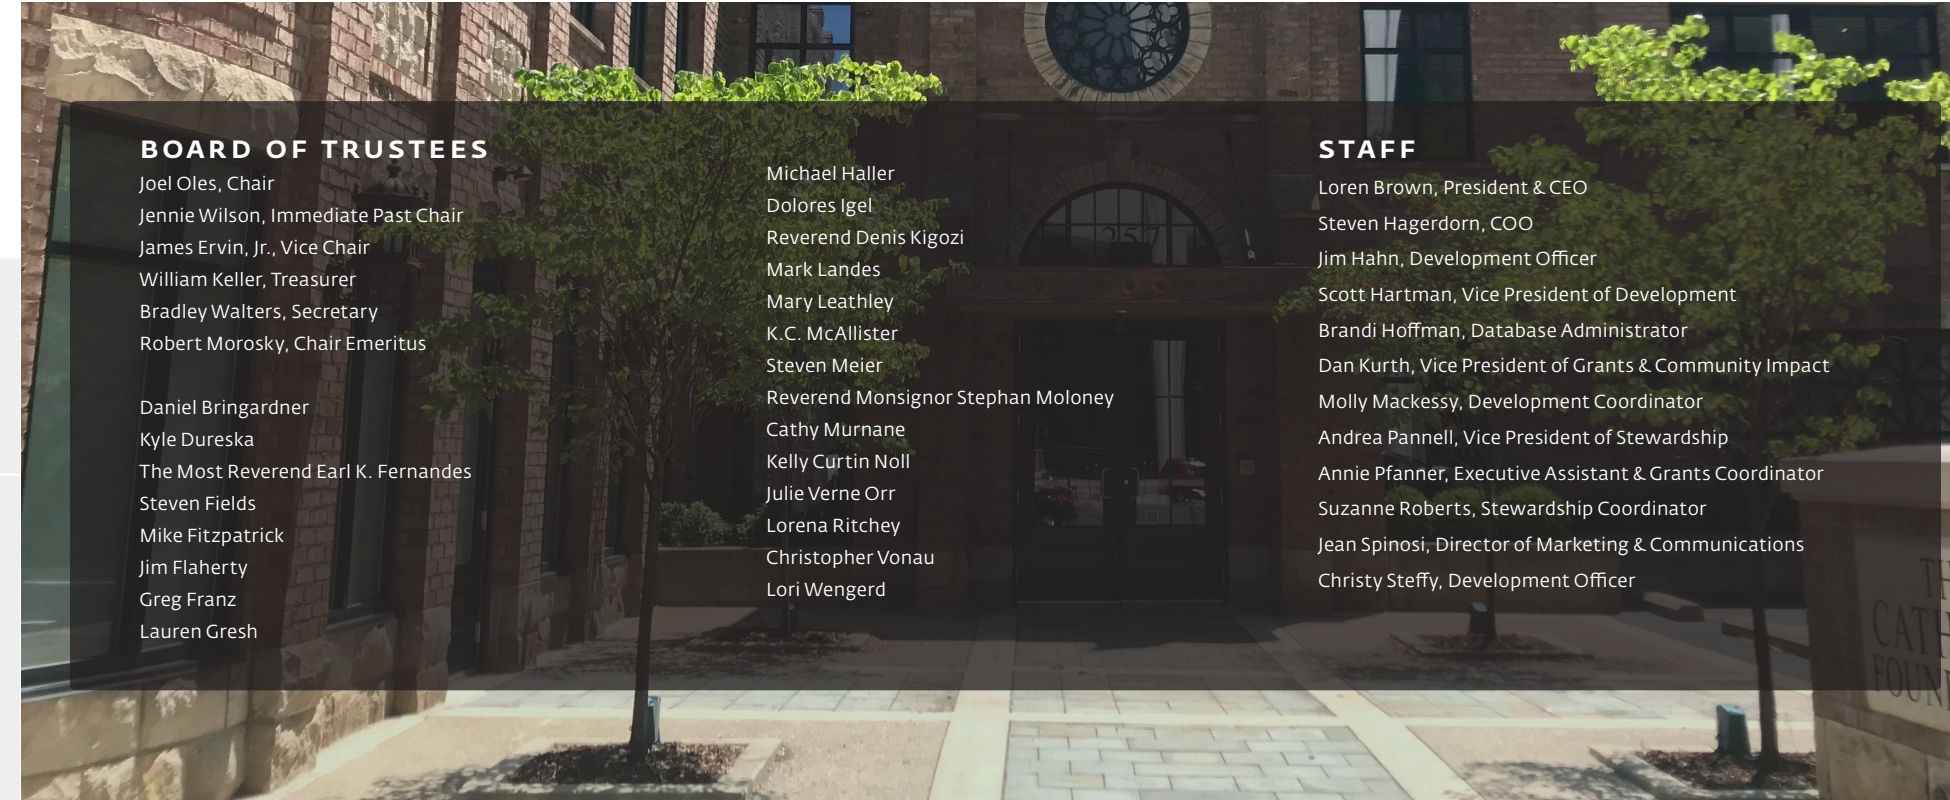 BOARD OF TRUSTEES
Joel Oles, Chair
Jennie Wilson, Immediate Past Chair
James Ervin, Jr., Vice Chair
William Keller, Treasurer
Bradley Walters, Secretary
Robert Morosky, Chair Emeritus
Daniel Bringardner
Kyle Dureska
The Most Reverend Earl K. Fernandes
Steven Fields
Mike Fitzpatrick
Jim Flaherty
Greg Franz
Lauren Gresh
Michael Haller
Dolores Igel
Reverend Denis Kigozi
Mark Landes
Mary Leathley
K.C. McAllister
Steven Meier
Reverend Monsignor Stephan Moloney
Cathy Murnane
Kelly Curtin Noll
Julie Verne Orr
Lorena Ritchey
Christopher Vonau
Lori Wengerd
STAFF
Loren Brown, President & CEO
Steven Hagerdorn, COO
Jim Hahn, Development Officer
Scott Hartman, Vice President of Development
Brandi Hoffman, Database Administrator
Dan Kurth, Vice President of Grants & Community Impact
Molly Mackessy, Development Coordinator
Andrea Pannell, Vice President of Stewardship
Annie Pfanner, Executive Assistant & Grants Coordinator
Suzanne Roberts, Stewardship Coordinator
Jean Spinosi, Director of Marketing & Communications
Christy Steffy, Development Officer
257